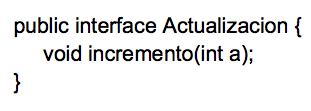 public interface Actualizacion {
void incremento(int a);
}